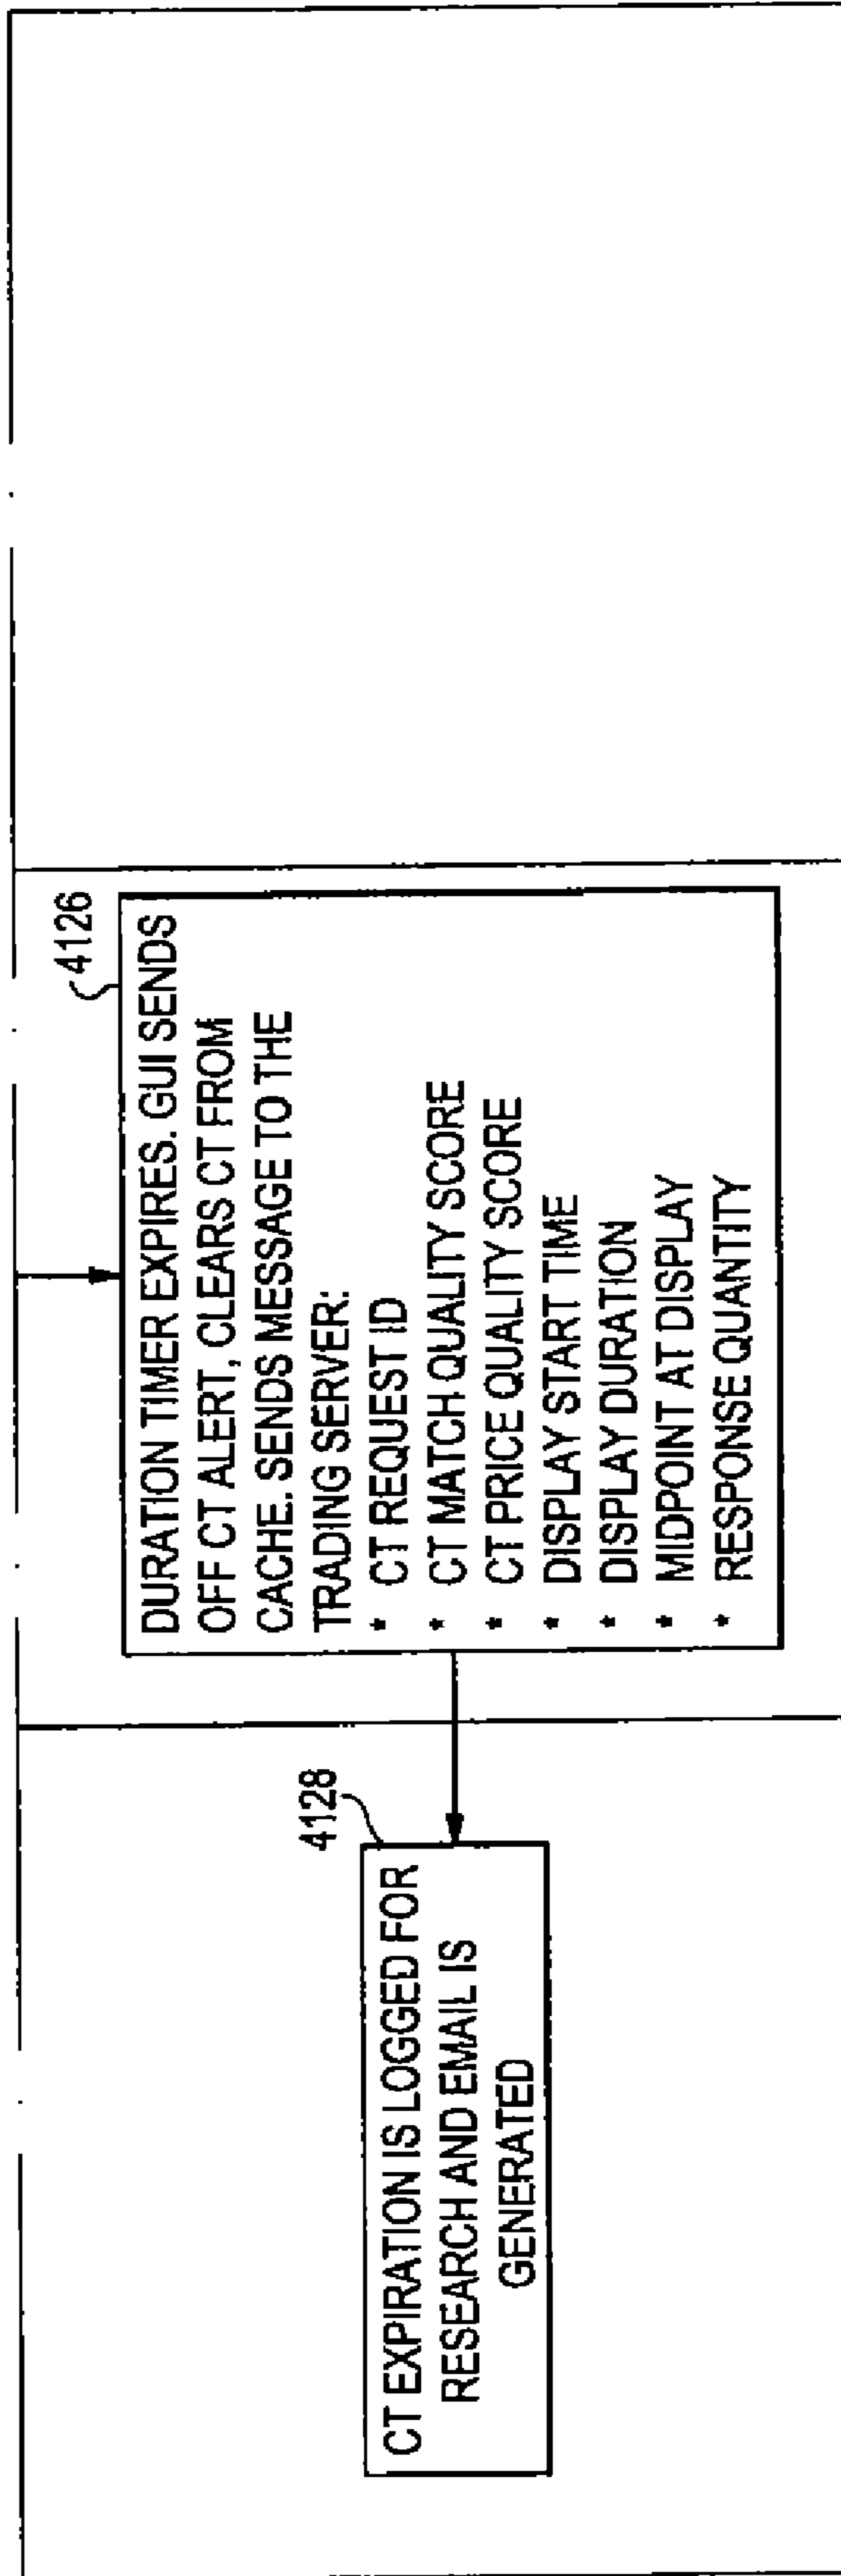 4126
DURATION TIMER EXPIRES. GUI SENDS
OFF CT ALERT, CLEARS CT FROM
CACHE. SENDS MESSAGE TO THE
TRADING SERVER:
* CT REQUEST ID
* CT MATCH QUALITY SCORE
* CT PRICE QUALITY SCORE
* DISPLAY START TIME
* DISPLAY DURATION
* MIDPOINT AT DISPLAY
* RESPONSE QUANTITY
4128
CT EXPIRATION IS LOGGED FOR
RESEARCH AND EMAIL IS
GENERATED